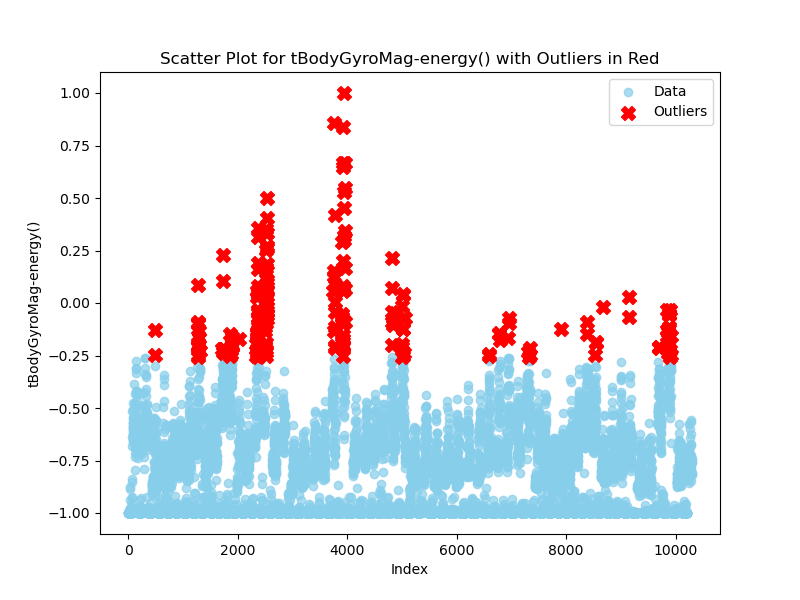 Scatter Plot for tBodyGyroMag-energy() with Outliers in Red
Data
Outliers
1.00
0.75
0.50
0.25
0.00
−0.25
−0.50
−0.75
−1.00
tBodyGyroMag-energy()
0 2000 4000 6000 8000 10000
Index